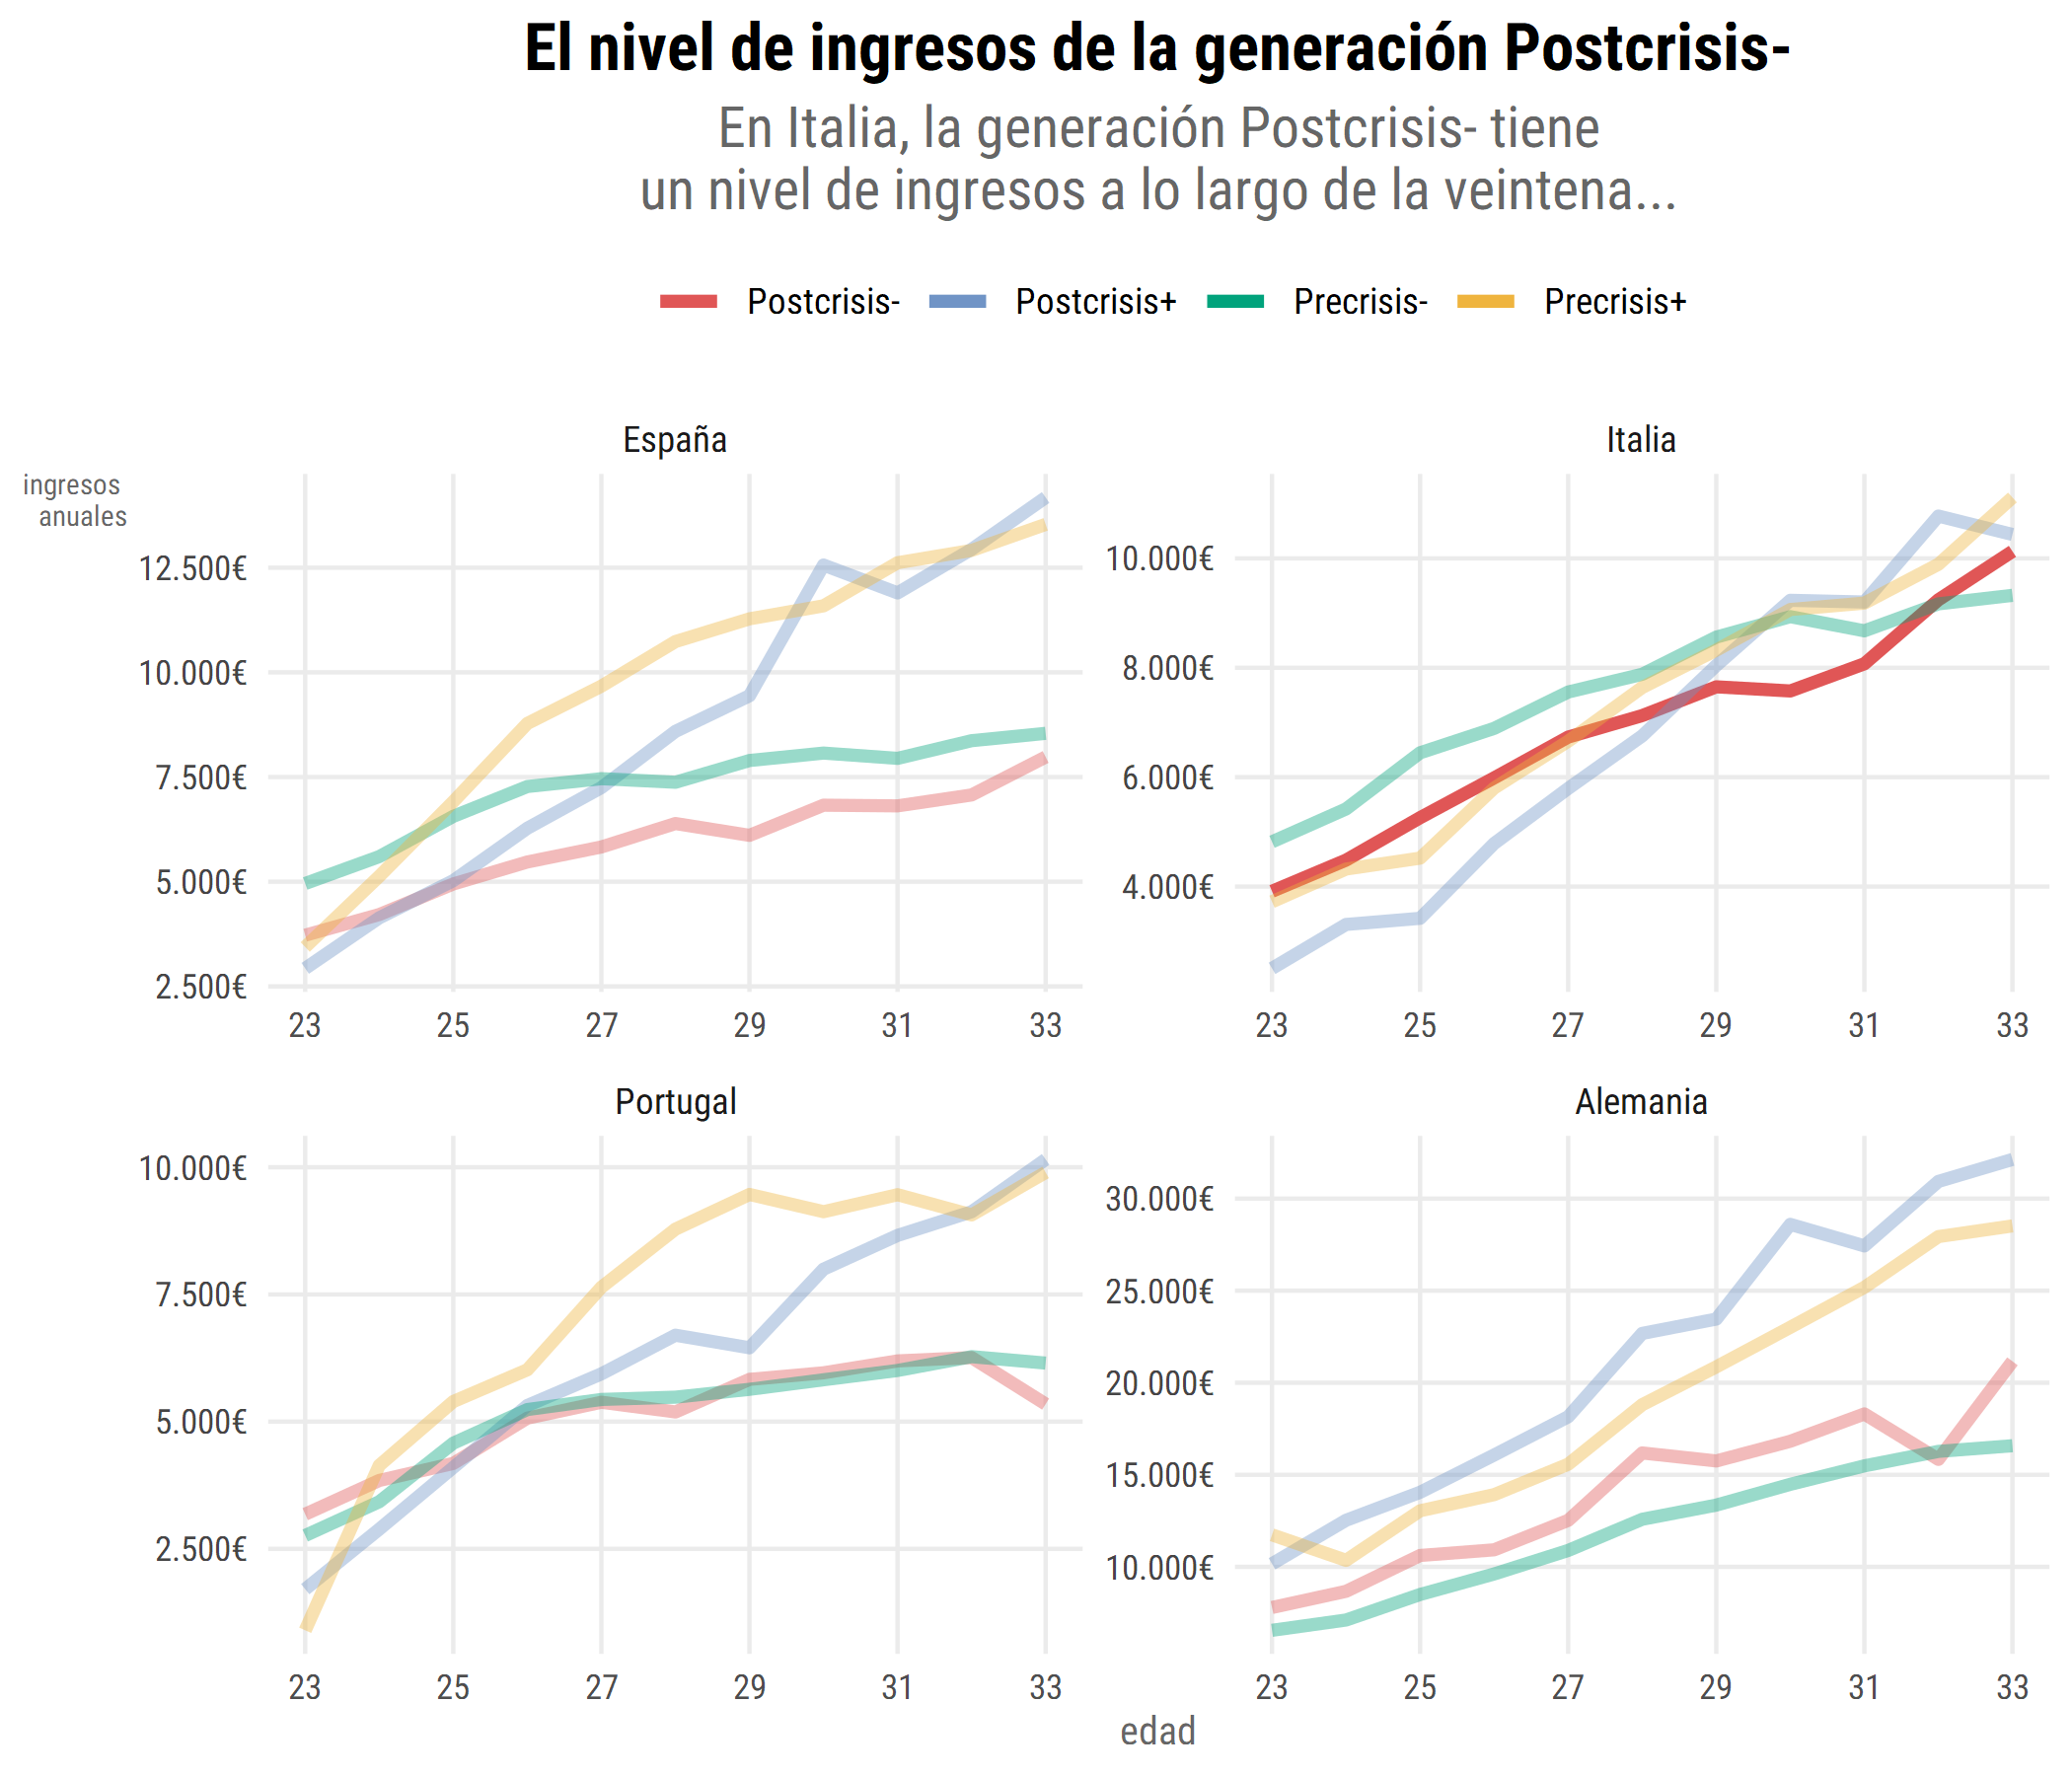 El nivel de ingresos de la generación Postcrisis-
En Italia, la generación Postcrisis- tiene
un nivel de ingresos a lo largo de la veintena...
Postcrisis- Postcrisis+ Precrisis- Precrisis+
España
ingresos
anuales
12.500€
10.000€
7.500€
5.000€
2.500€
23 25 27 29 31 33
Italia
10.000€
8.000€
6.000€
4.000€
23 25 27 29 31 33
Portugal
10.000€
7.500€
5.000€
2.500€
23 25 27 29 31 33
Alemania
30.000€
25.000€
20.000€
15.000€
10.000€
23 25 27 29 31 33
edad